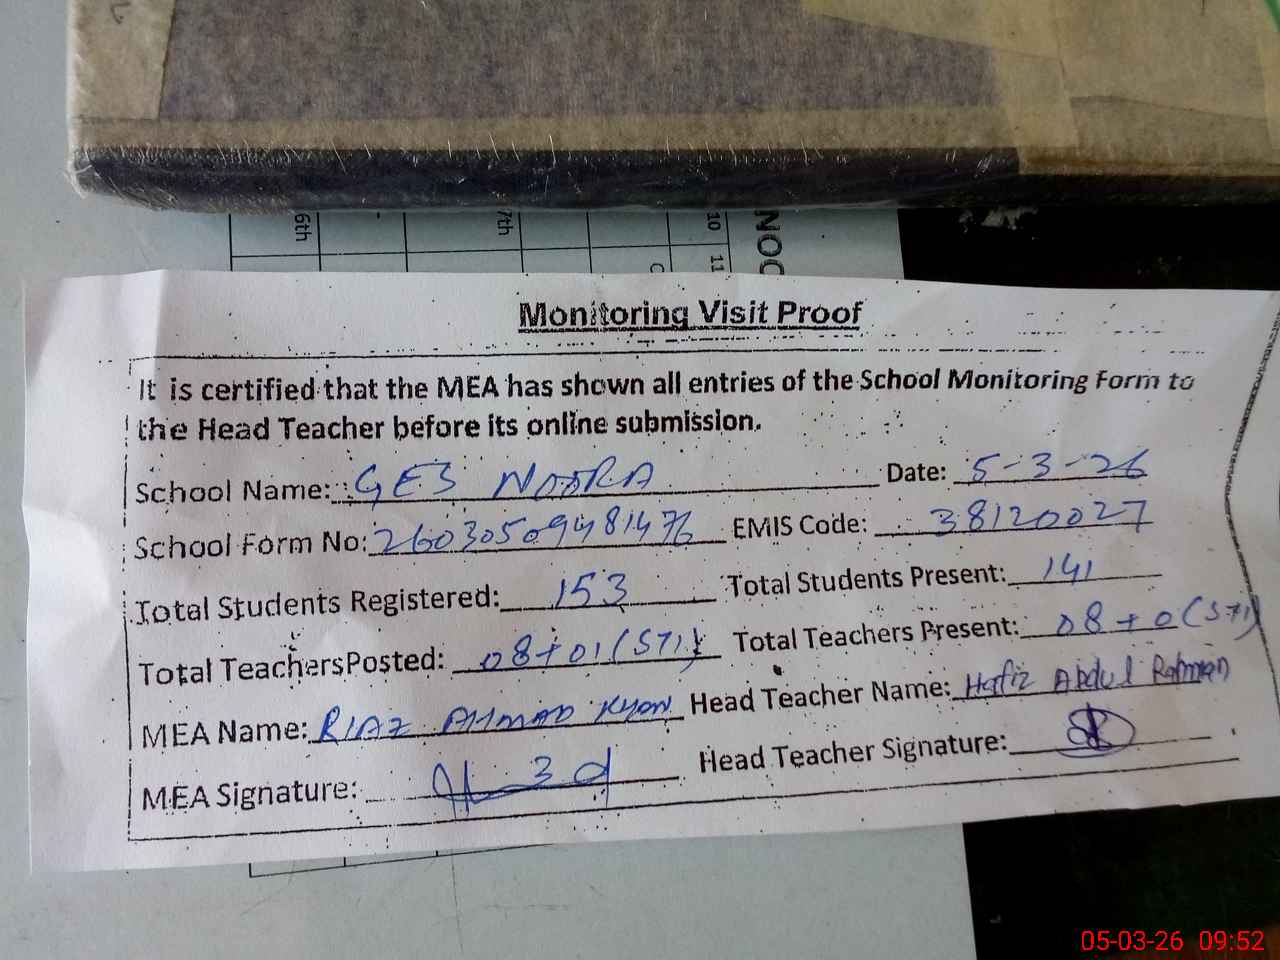 6th
7th
10
11
NOO
Monitoring Visit Proof
It is certified that the MEA has shown all entries of the School Monitoring Form to
the Head Teacher before its online submission.
School Name: GES NOORA Date: 5-3-26
School Form No: 260305099481476 EMIS Code: 38120027
Total Students Registered: 153 Total Students Present: 141
Total Teachers Posted: 08+01(STI) Total Teachers Present: 08+0(STI)
MEA Name: RIAZ AHMAD Head Teacher Name: Hafiz Abdul Rahman
MEA Signature: Head Teacher Signature:
05-03-26 09:52